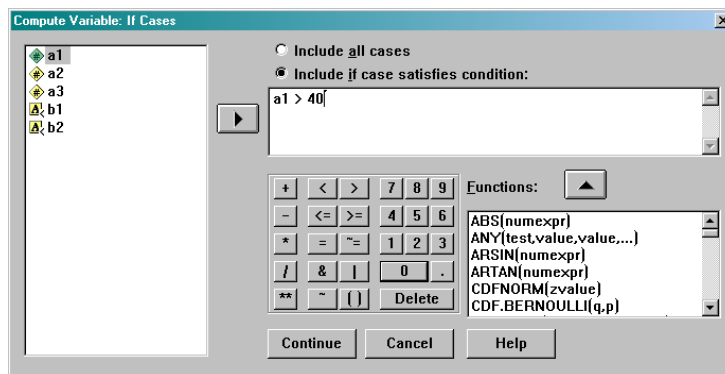 Compute Variable: If Cases
a1
a2
a3
b1
b2
Include all cases
Include if case satisfies condition:
a1 > 40
+ < > 7 8 9
- <= >= 4 5 6
* = ~= 1 2 3
/ & | 0 .
** ~ ( ) Delete
Functions:
ABS(numexpr)
ANY(test,value,value,...)
ARSIN(numexpr)
ARTAN(numexpr)
CDFNORM(zvalue)
CDF.BERNOULLI(q,p)
Continue Cancel Help